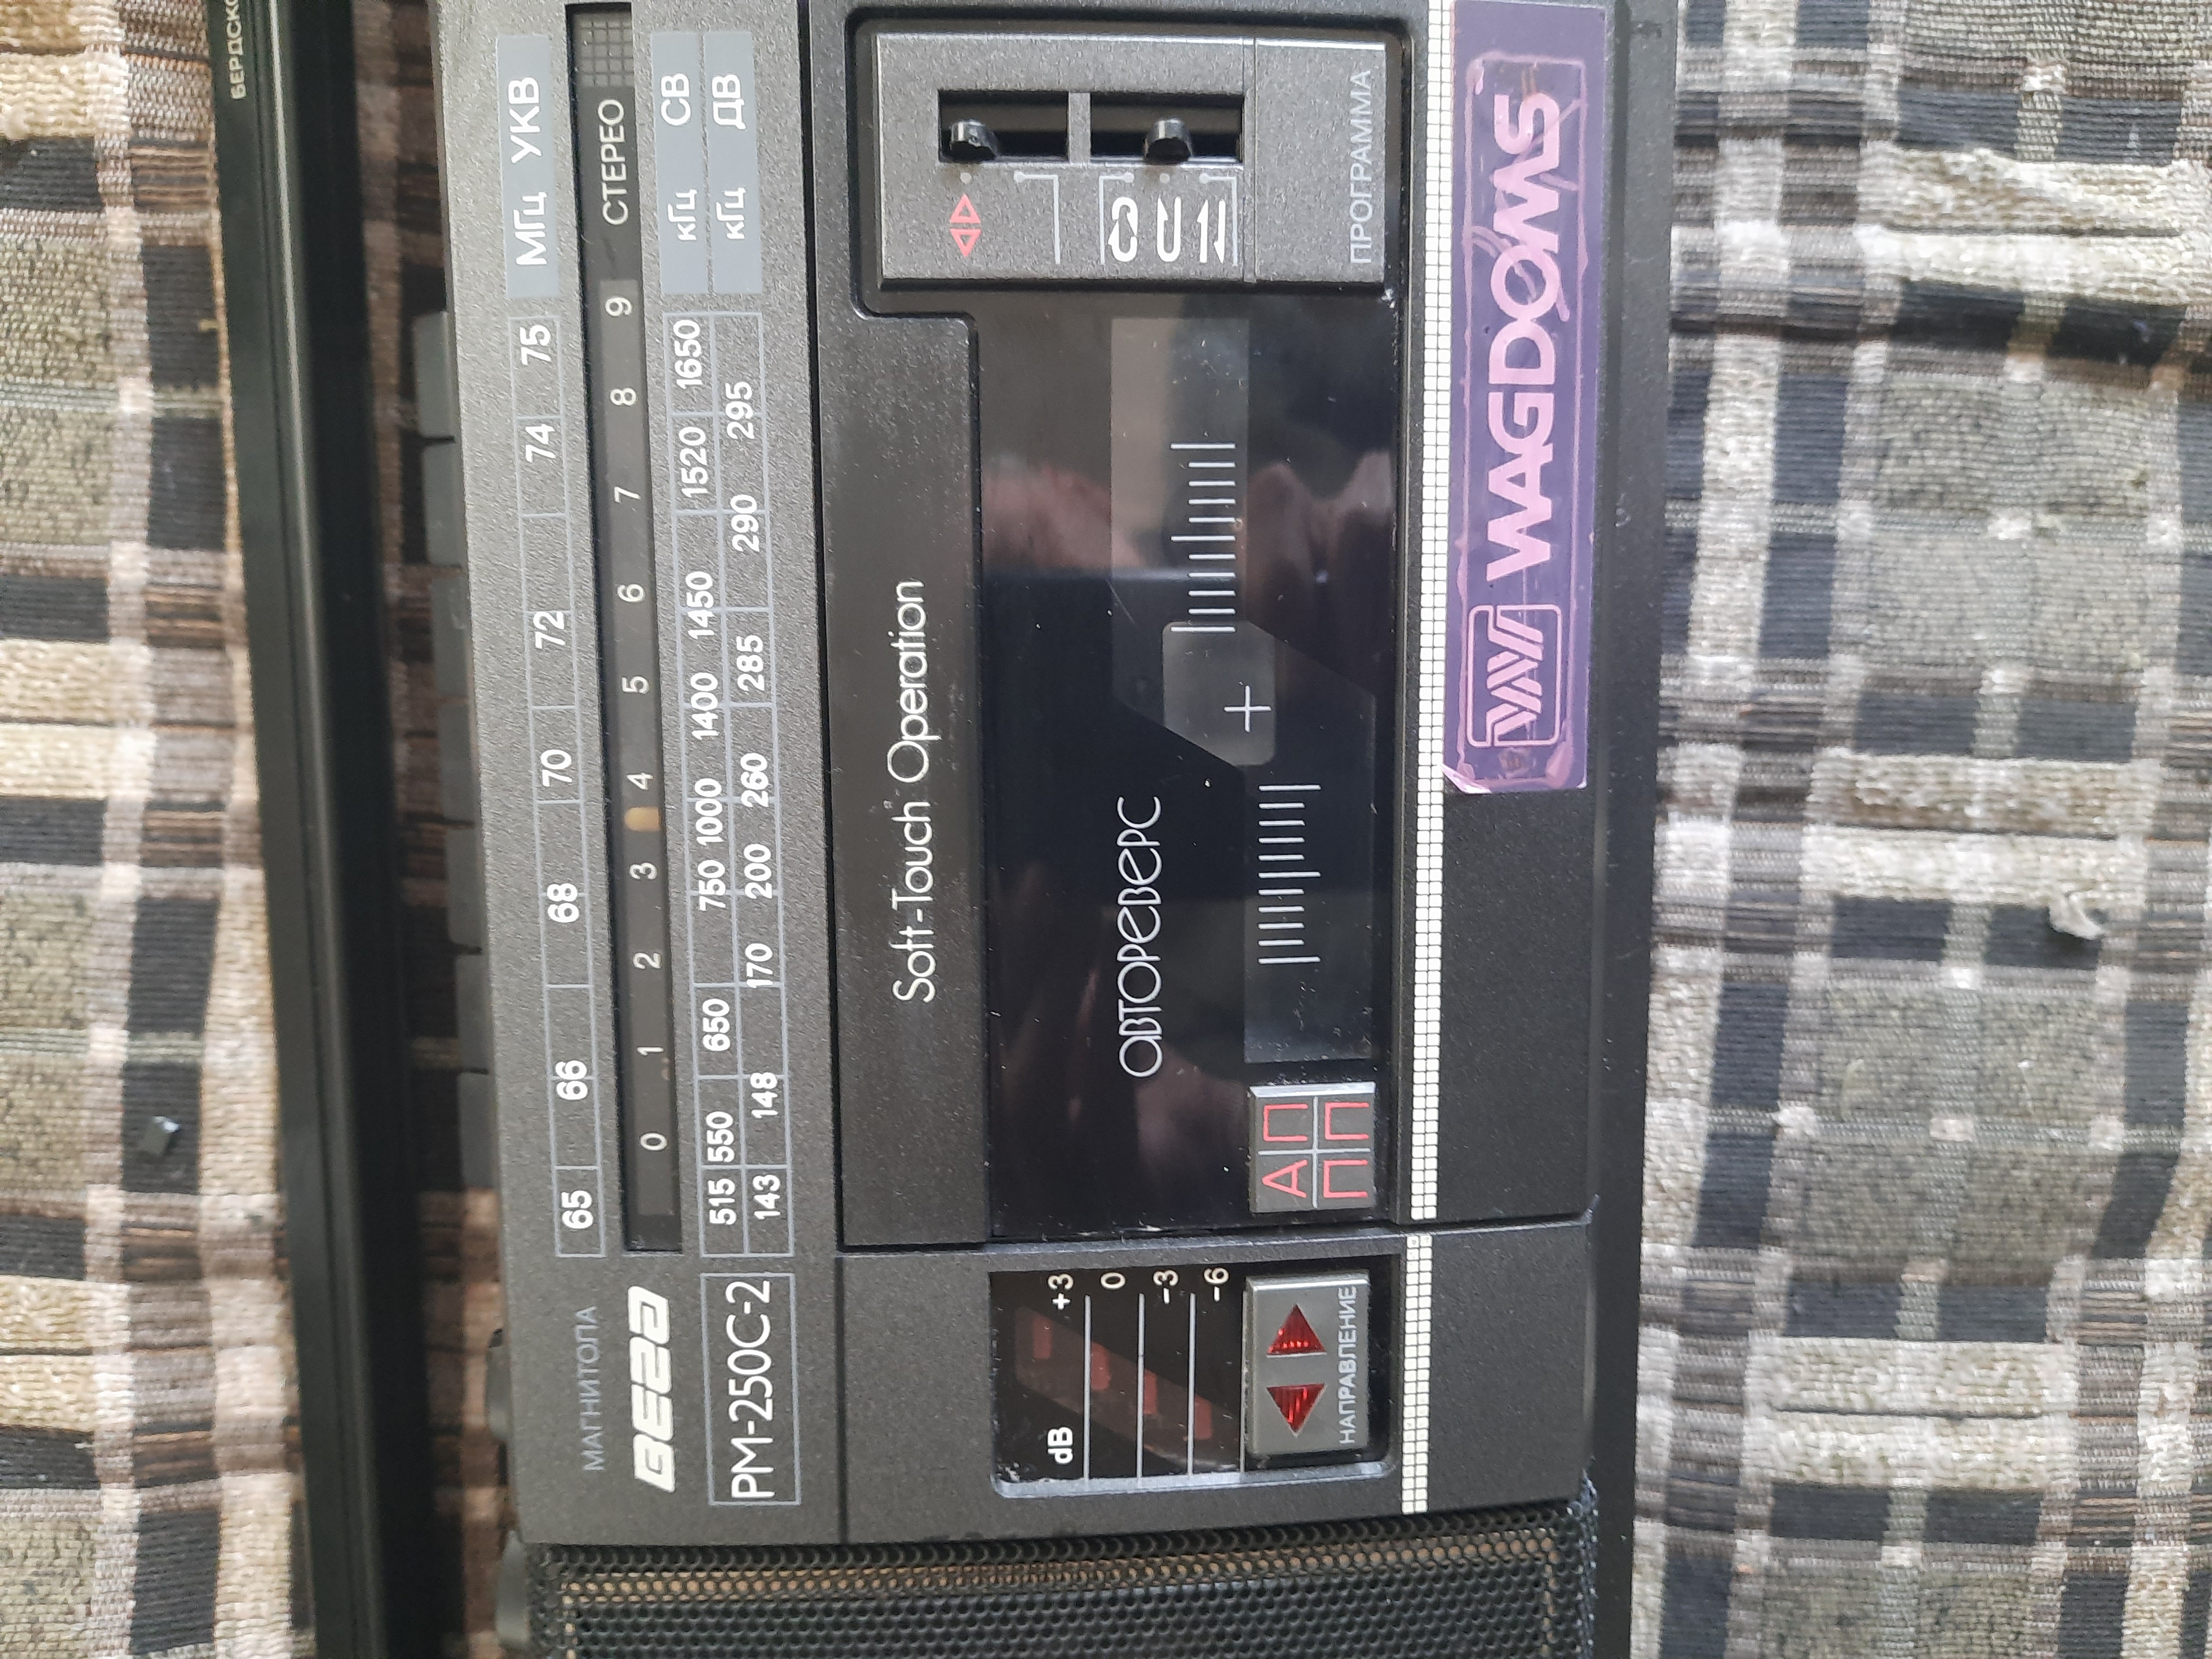 БЕРДСК
МГц УКВ
65 66 68 70 72 74 75
0 1 2 3 4 5 6 7 8 9 СТЕРЕО
515 550 650 750 1000 1400 1450 1520 1650 кГц СВ
143 148 170 200 260 285 290 295 кГц ДВ
МАГНИТОЛА
ВЕГА
РМ-250С-2
Soft-Touch Operation
АВТОРЕВЕРС
АП
ПП
dB +3
0
-3
-6
НАПРАВЛЕНИЕ
ПРОГРАММА
WAGDOMS